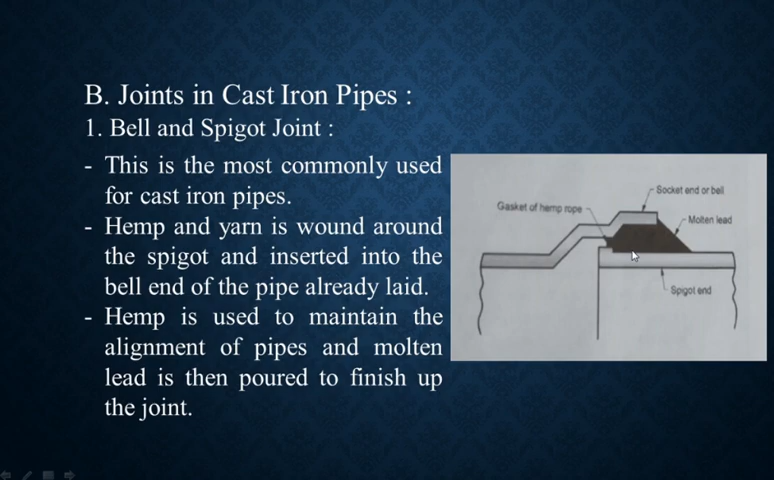 B. Joints in Cast Iron Pipes :
1. Bell and Spigot Joint :
- This is the most commonly used
for cast iron pipes.
- Hemp and yarn is wound around
the spigot and inserted into the
bell end of the pipe already laid.
- Hemp is used to maintain the
alignment of pipes and molten
lead is then poured to finish up
the joint.
Socket end or bell
Gasket of hemp rope
Molten lead
Spigot end